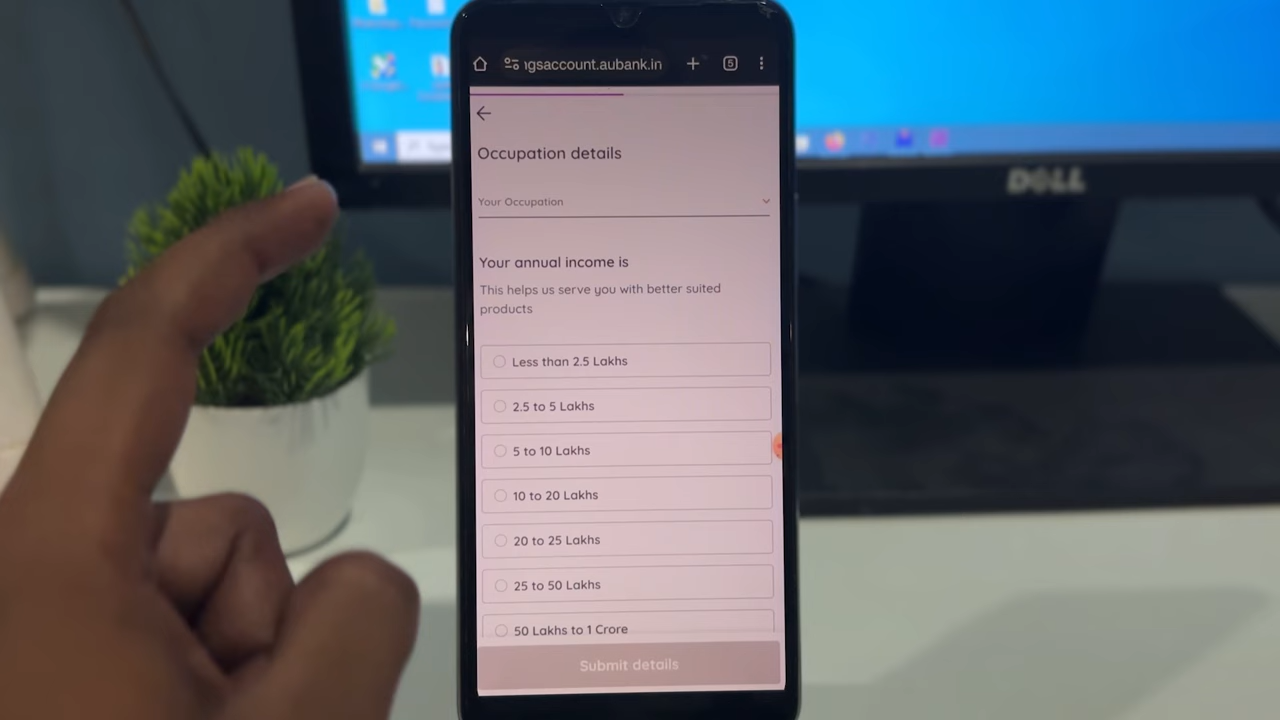 ıgsaccount.aubank.in
5
Occupation details
Your Occupation
Your annual income is
This helps us serve you with better suited
products
Less than 2.5 Lakhs
2.5 to 5 Lakhs
5 to 10 Lakhs
10 to 20 Lakhs
20 to 25 Lakhs
25 to 50 Lakhs
50 Lakhs to 1 Crore
Submit details
DELL